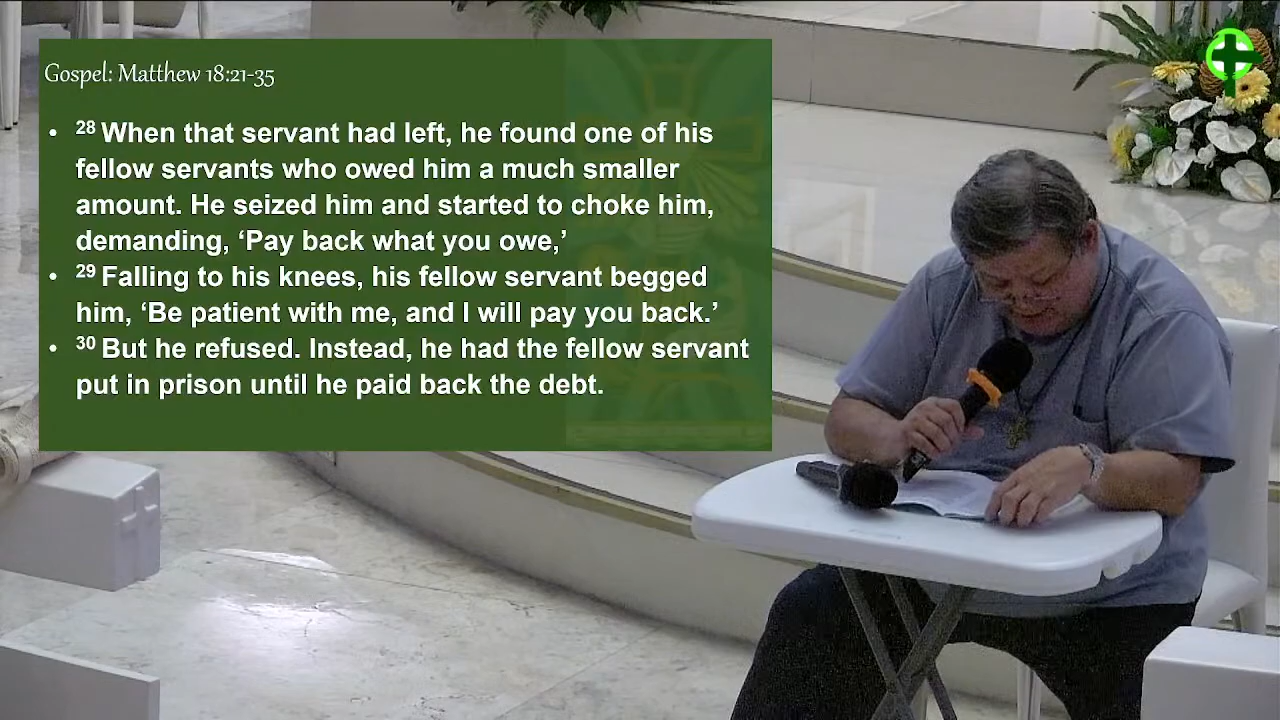 Gospel: Matthew 18:21-35
• 28 When that servant had left, he found one of his
fellow servants who owed him a much smaller
amount. He seized him and started to choke him,
demanding, ‘Pay back what you owe,’
• 29 Falling to his knees, his fellow servant begged
him, ‘Be patient with me, and I will pay you back.’
• 30 But he refused. Instead, he had the fellow servant
put in prison until he paid back the debt.